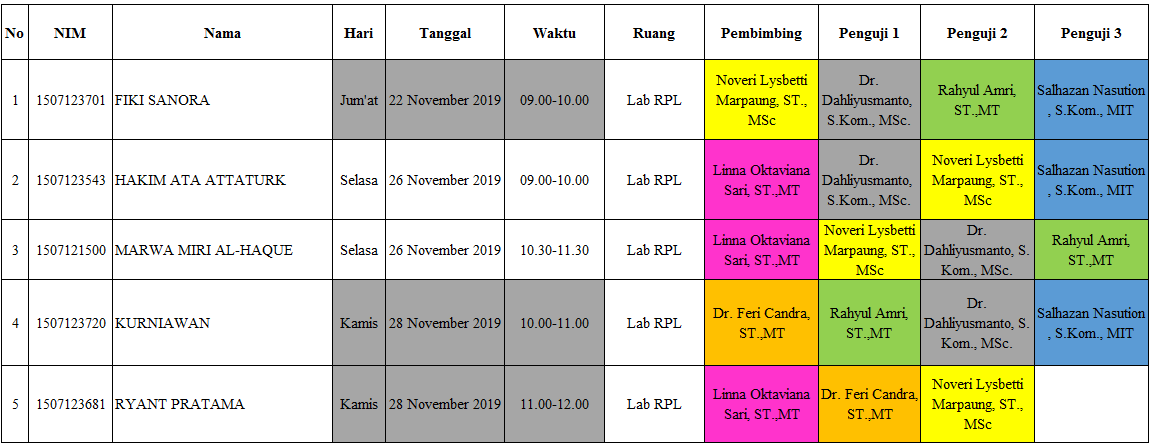 No NIM Nama Hari Tanggal Waktu Ruang Pembimbing Penguji 1 Penguji 2 Penguji 3
1 1507123701 FIKI SANORA Jum'at 22 November 2019 09.00-10.00 Lab RPL
Noveri Lysbetti
Marpaung, ST.,
MSc
Dr.
Dahliyusmanto,
S.Kom., MSc.
Rahyul Amri,
ST.,MT
Salhazan Nasution
, S.Kom., MIT
2 1507123543 HAKIM ATA ATTATURK Selasa 26 November 2019 09.00-10.00 Lab RPL
Linna Oktaviana
Sari, ST.,MT
Dr.
Dahliyusmanto,
S.Kom., MSc.
Noveri Lysbetti
Marpaung, ST.,
MSc
Salhazan Nasution
, S.Kom., MIT
3 1507121500 MARWA MIRI AL-HAQUE Selasa 26 November 2019 10.30-11.30 Lab RPL
Linna Oktaviana
Sari, ST.,MT
Noveri Lysbetti
Marpaung, ST.,
MSc
Dr.
Dahliyusmanto, S.
Kom., MSc.
Rahyul Amri,
ST.,MT
4 1507123720 KURNIAWAN Kamis 28 November 2019 10.00-11.00 Lab RPL
Dr. Feri Candra,
ST.,MT
Rahyul Amri,
ST.,MT
Dr.
Dahliyusmanto, S.
Kom., MSc.
Salhazan Nasution
, S.Kom., MIT
5 1507123681 RYANT PRATAMA Kamis 28 November 2019 11.00-12.00 Lab RPL
Linna Oktaviana
Sari, ST.,MT
Dr. Feri Candra,
ST.,MT
Noveri Lysbetti
Marpaung, ST.,
MSc